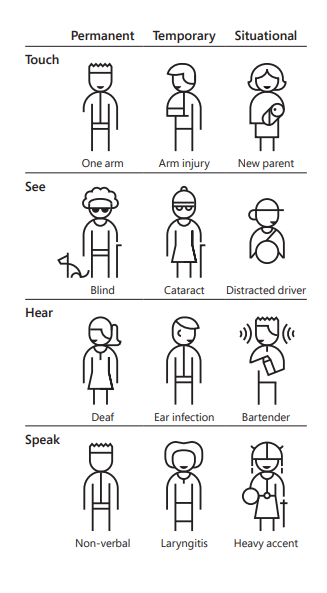 Permanent Temporary Situational
Touch
One arm Arm injury New parent
See
Blind Cataract Distracted driver
Hear
Deaf Ear infection Bartender
Speak
Non-verbal Laryngitis Heavy accent